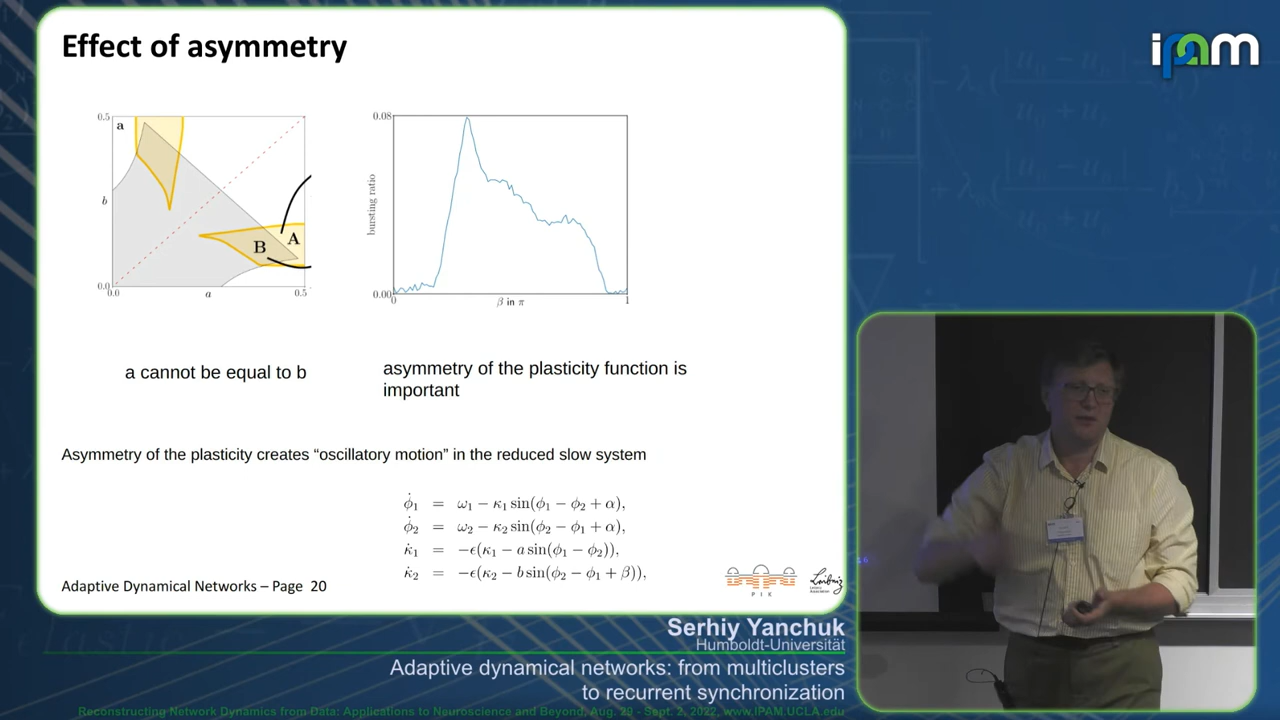 Effect of asymmetry
ipam
0.5
a
b
A
B
0.0
0.0
a
0.5
0.08
bursting ratio
0.00
0
β in π
1
a cannot be equal to b
asymmetry of the plasticity function is
important
Asymmetry of the plasticity creates “oscillatory motion” in the reduced slow system
ϕ̇₁ = ω₁ − κ₁ sin(ϕ₁ − ϕ₂ + α),
ϕ̇₂ = ω₂ − κ₂ sin(ϕ₂ − ϕ₁ + α),
κ̇₁ = −ϵ(κ₁ − a sin(ϕ₁ − ϕ₂)),
κ̇₂ = −ϵ(κ₂ − b sin(ϕ₂ − ϕ₁ + β)),
Adaptive Dynamical Networks – Page 20
P I K
Leibniz
Serhiy Yanchuk
Humboldt-Universität
Adaptive dynamical networks: from multiclusters
to recurrent synchronization
Reconstructing Network Dynamics from Data: Applications to Neuroscience and Beyond, Aug. 29 - Sept. 2, 2022, www.IPAM.UCLA.edu